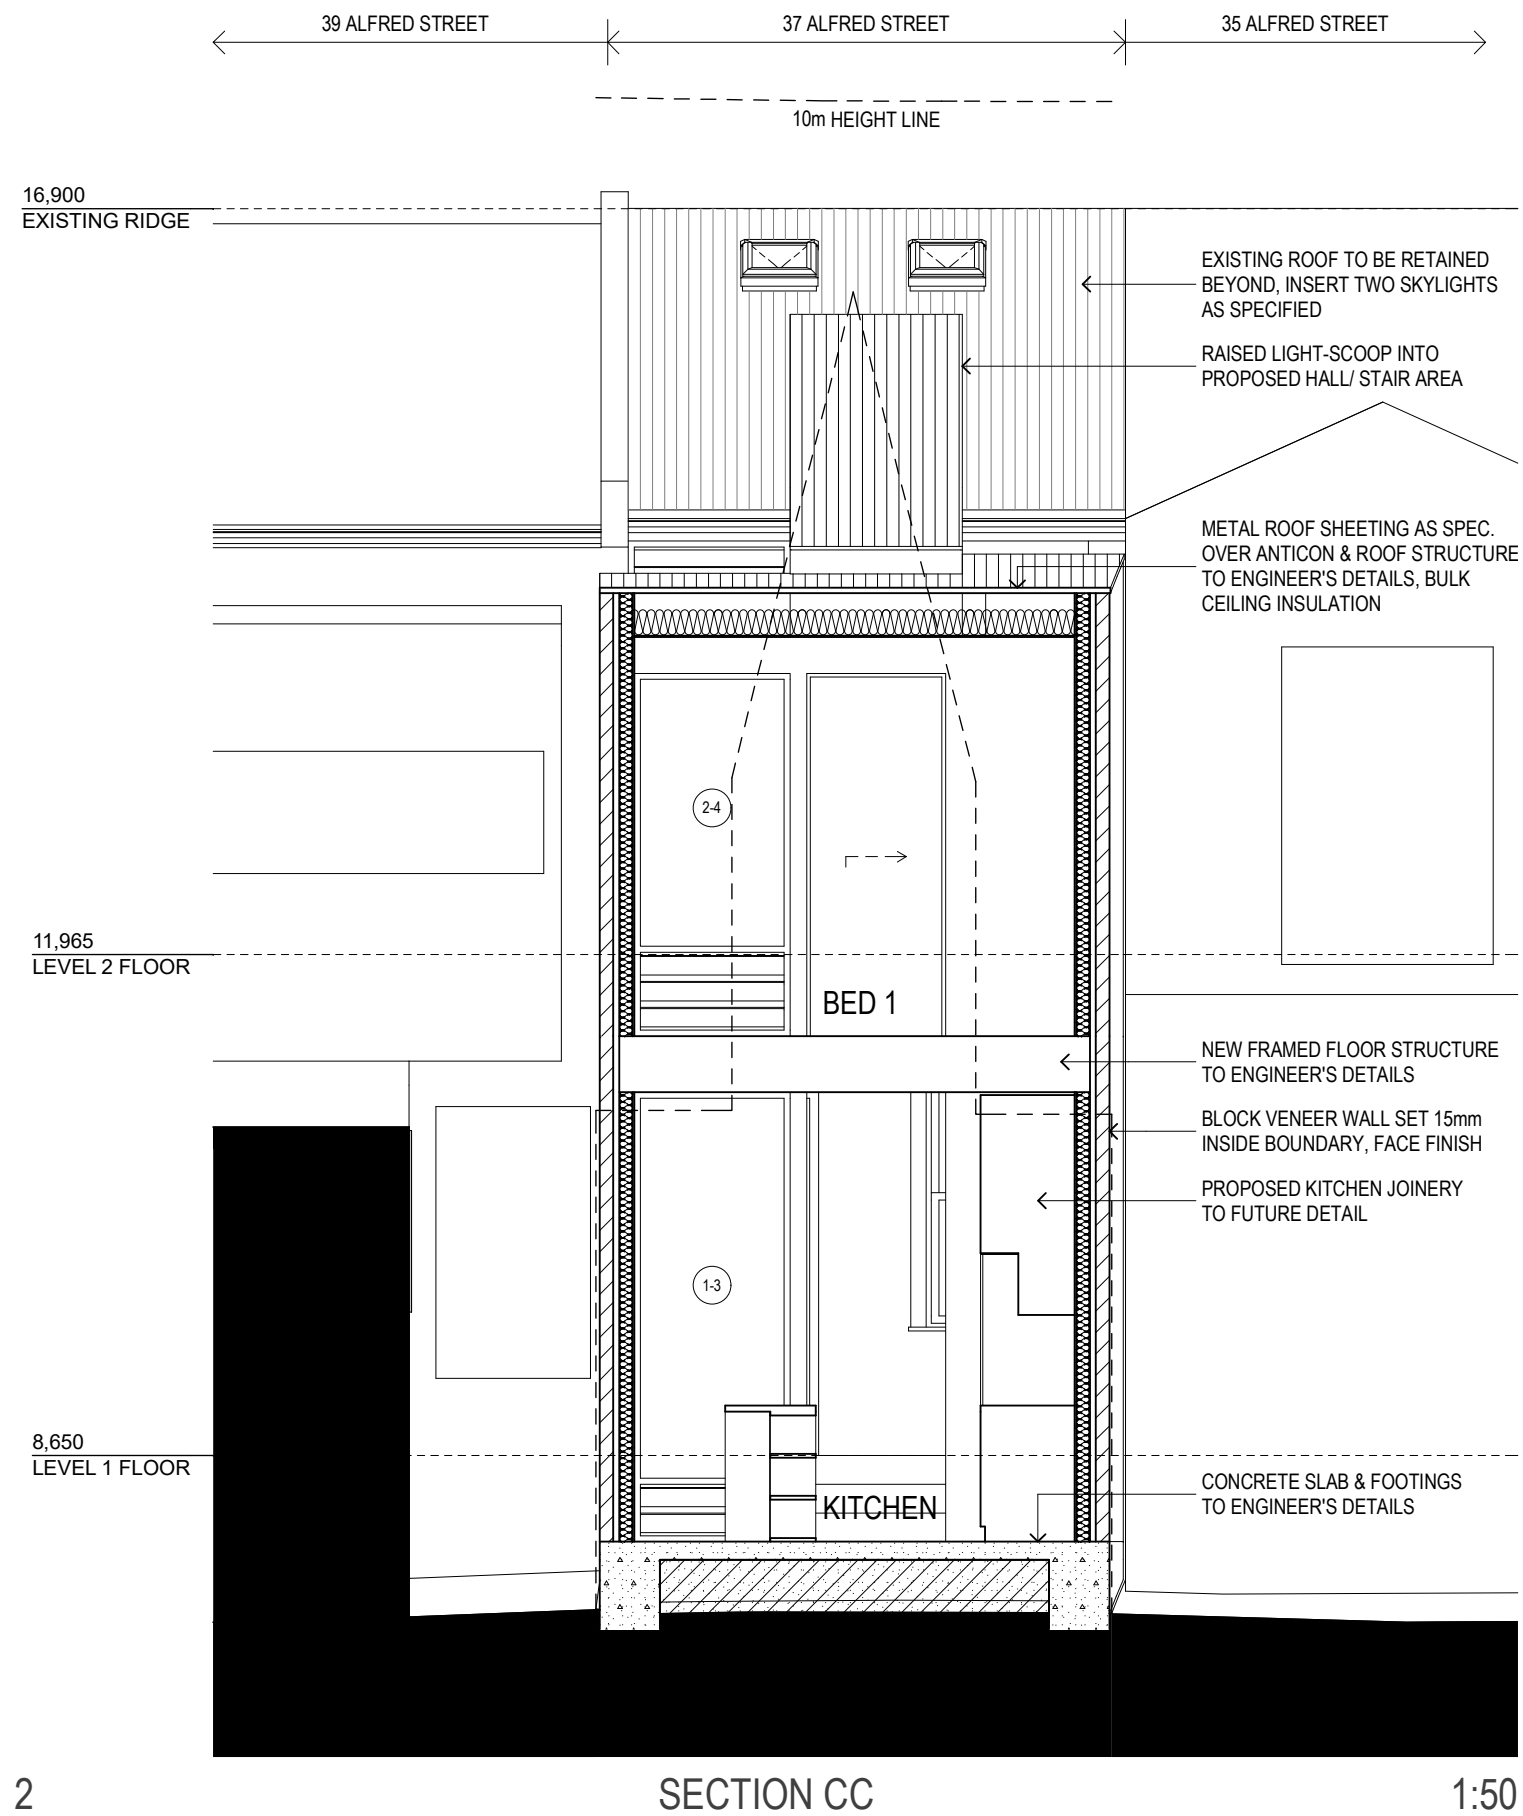 39 ALFRED STREET
37 ALFRED STREET
35 ALFRED STREET
10m HEIGHT LINE
16,900
EXISTING RIDGE
EXISTING ROOF TO BE RETAINED
BEYOND, INSERT TWO SKYLIGHTS
AS SPECIFIED
RAISED LIGHT-SCOOP INTO
PROPOSED HALL/ STAIR AREA
METAL ROOF SHEETING AS SPEC.
OVER ANTICON & ROOF STRUCTURE
TO ENGINEER'S DETAILS, BULK
CEILING INSULATION
2-4
11,965
LEVEL 2 FLOOR
BED 1
NEW FRAMED FLOOR STRUCTURE
TO ENGINEER'S DETAILS
BLOCK VENEER WALL SET 15mm
INSIDE BOUNDARY, FACE FINISH
PROPOSED KITCHEN JOINERY
TO FUTURE DETAIL
1-3
8,650
LEVEL 1 FLOOR
KITCHEN
CONCRETE SLAB & FOOTINGS
TO ENGINEER'S DETAILS
2
SECTION CC
1:50